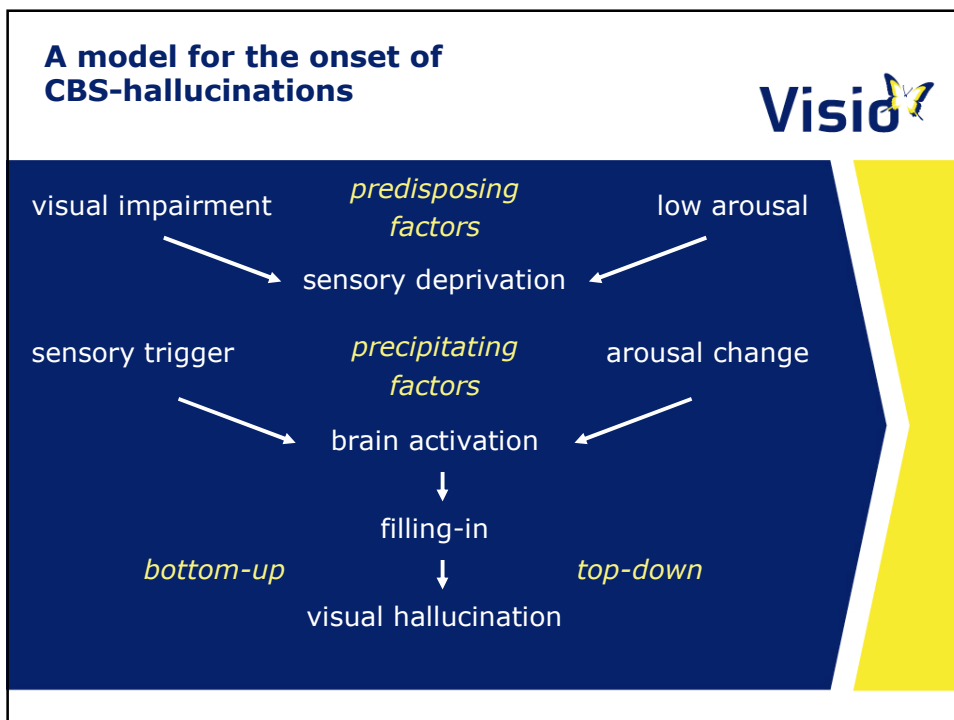 A model for the onset of
CBS-hallucinations
Visio
visual impairment
predisposing
factors
low arousal
sensory deprivation
sensory trigger
precipitating
factors
arousal change
brain activation
filling-in
bottom-up
top-down
visual hallucination